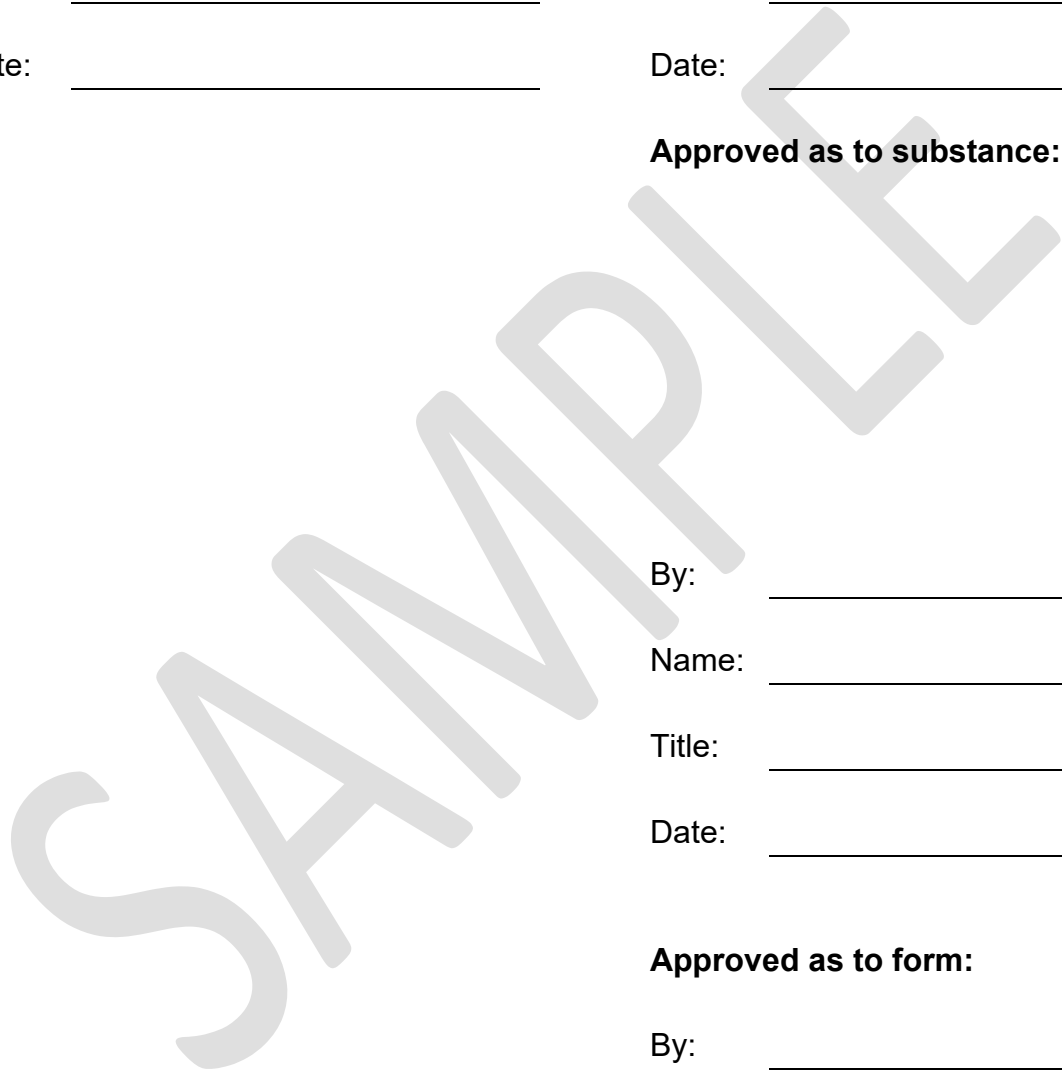 te:
Date:
Approved as to substance:
By:
Name:
Title:
Date:
Approved as to form:
By:
SAMPLE